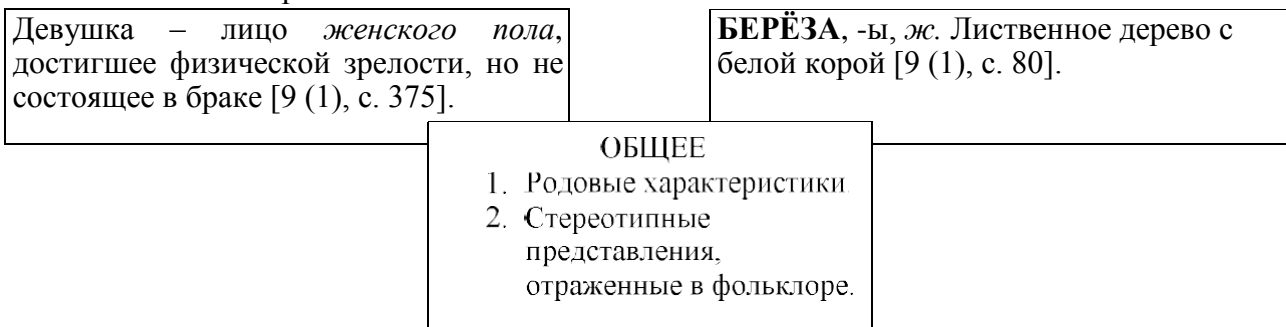 Девушка – лицо женского пола,
достигшее физической зрелости, но не
состоящее в браке [9 (1), с. 375].
БЕРЁЗА, -ы, ж. Лиственное дерево с
белой корой [9 (1), с. 80].
ОБЩЕЕ
1. Родовые характеристики.
2. Стереотипные
представления,
отраженные в фольклоре.